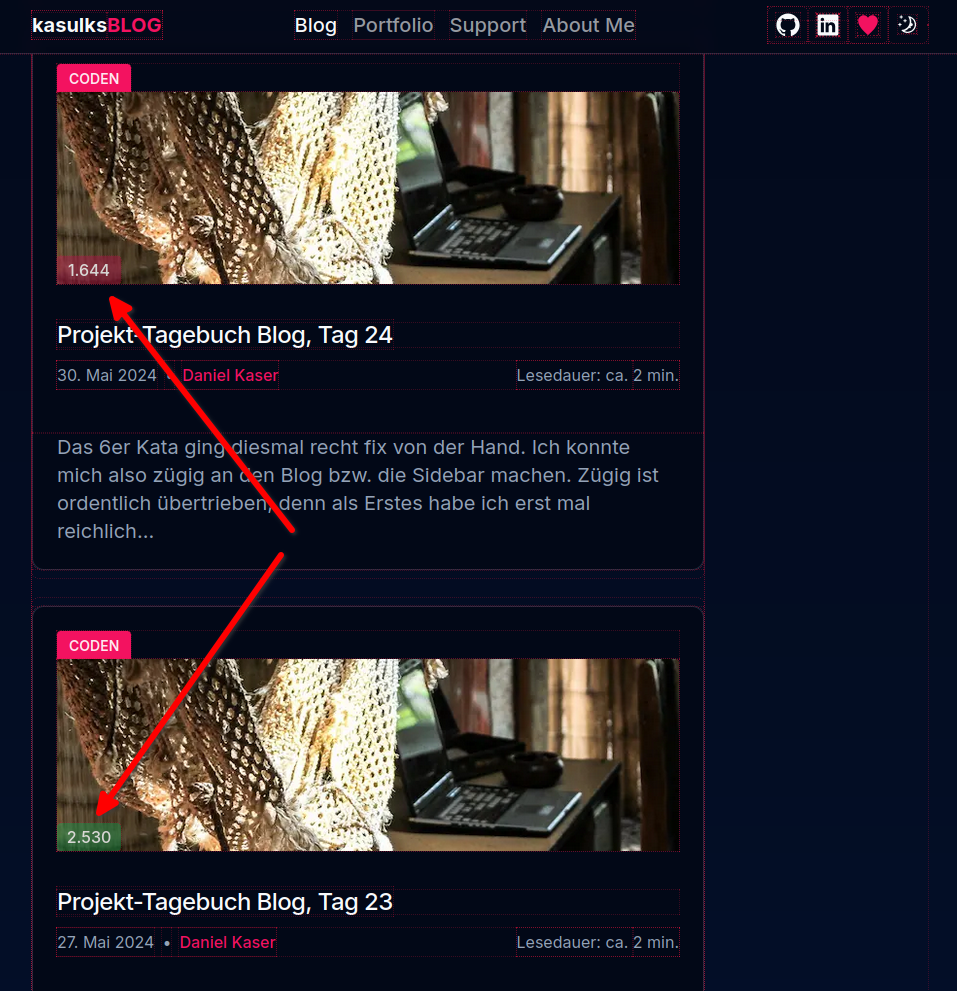 kasulksBLOG Blog Portfolio Support About Me
CODEN
1.644
Projekt-Tagebuch Blog, Tag 24
30. Mai 2024 • Daniel Kaser Lesedauer: ca. 2 min.
Das 6er Kata ging diesmal recht fix von der Hand. Ich konnte
mich also zügig an den Blog bzw. die Sidebar machen. Zügig ist
ordentlich übertrieben, denn als Erstes habe ich erst mal
reichlich...
CODEN
2.530
Projekt-Tagebuch Blog, Tag 23
27. Mai 2024 • Daniel Kaser Lesedauer: ca. 2 min.